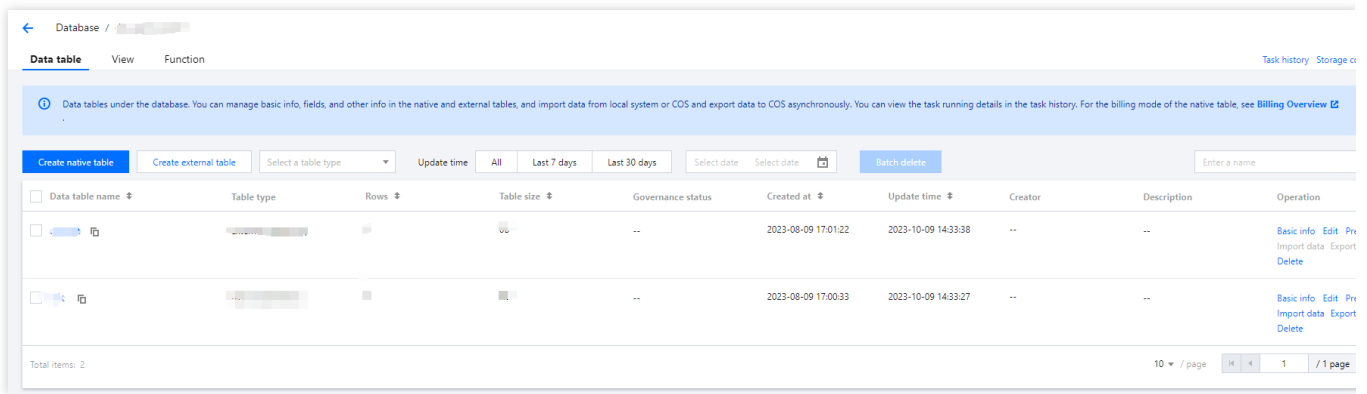 Database /
Data table View Function
Task history Storage
Data tables under the database. You can manage basic info, fields, and other info in the native and external tables, and import data from local system or COS and export data to COS asynchronously. You can view the task running details in the task history. For the billing mode of the native table, see Billing Overview
.
Create native table Create external table Select a table type Update time All Last 7 days Last 30 days Select date Select date Batch delete Enter a name
Data table name Table type Rows Table size Governance status Created at Update time Creator Description Operation
-- 2023-08-09 17:01:22 2023-10-09 14:33:38 -- -- Basic info Edit
Import data Export
Delete
-- 2023-08-09 17:00:33 2023-10-09 14:33:27 -- -- Basic info Edit
Import data Export
Delete
Total items: 2 10 / page 1 / 1 page